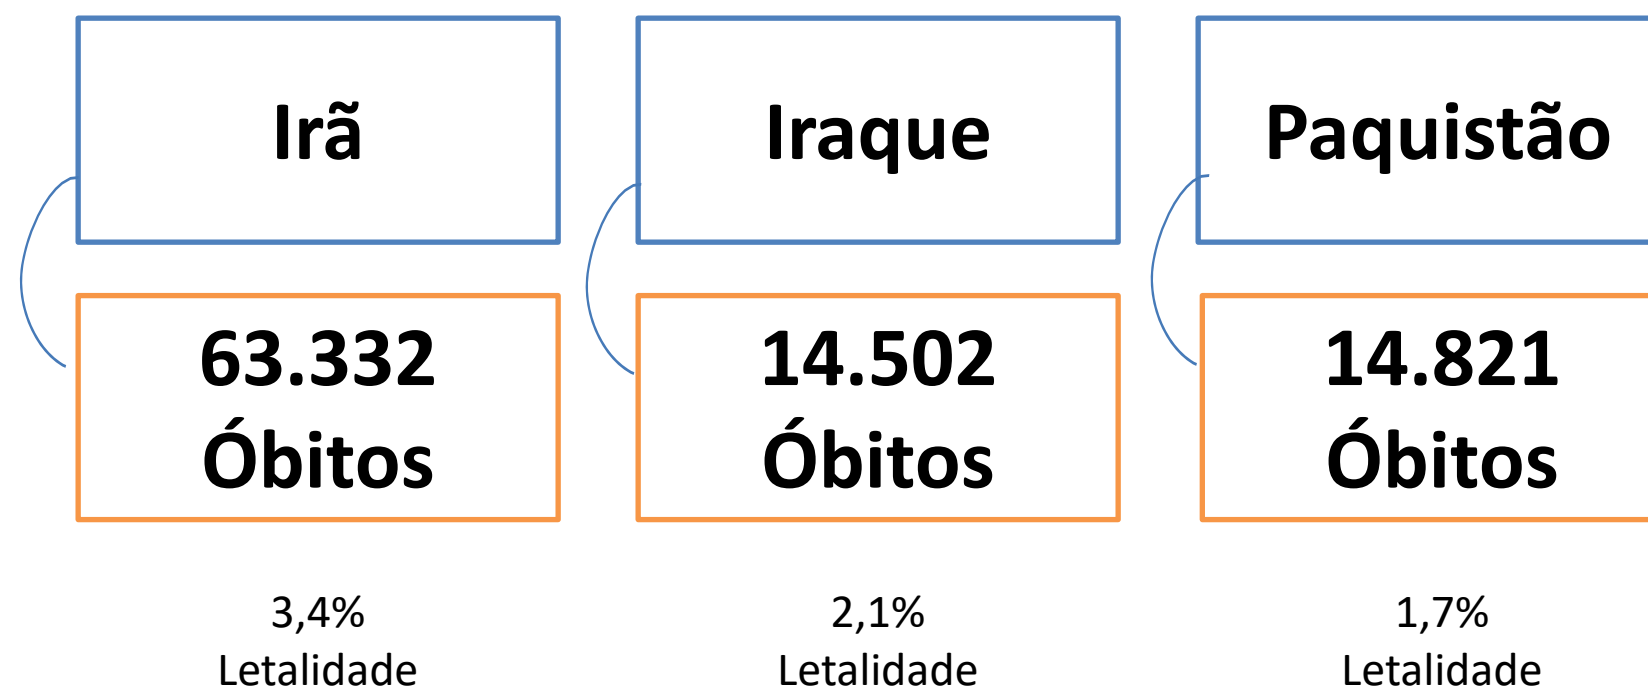 Irã
63.332
Óbitos
3,4%
Letalidade
Iraque
14.502
Óbitos
2,1%
Letalidade
Paquistão
14.821
Óbitos
1,7%
Letalidade